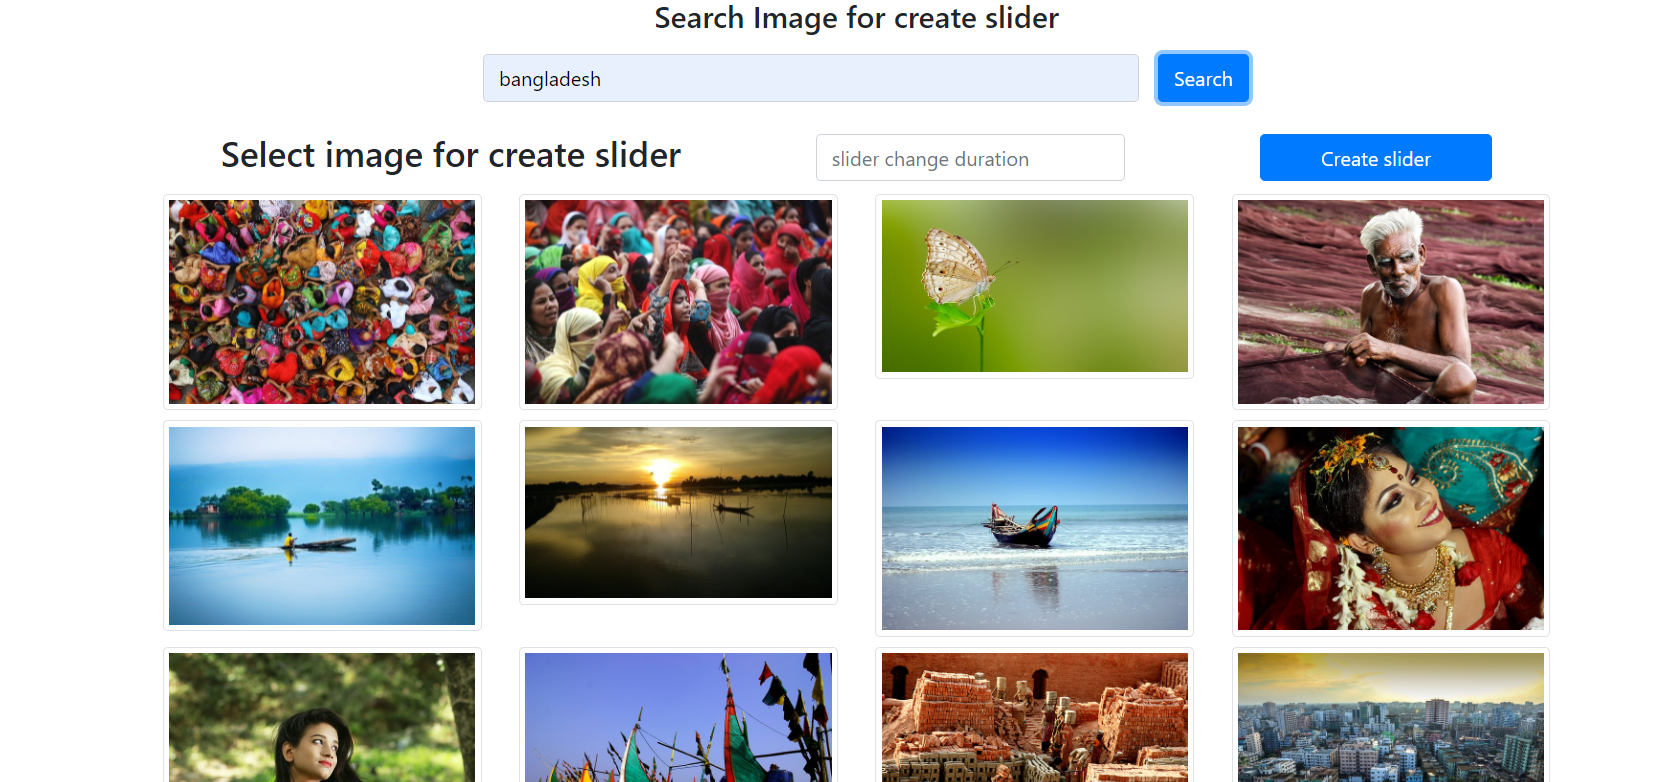 Search Image for create slider
bangladesh
Search
Select image for create slider
slider change duration
Create slider